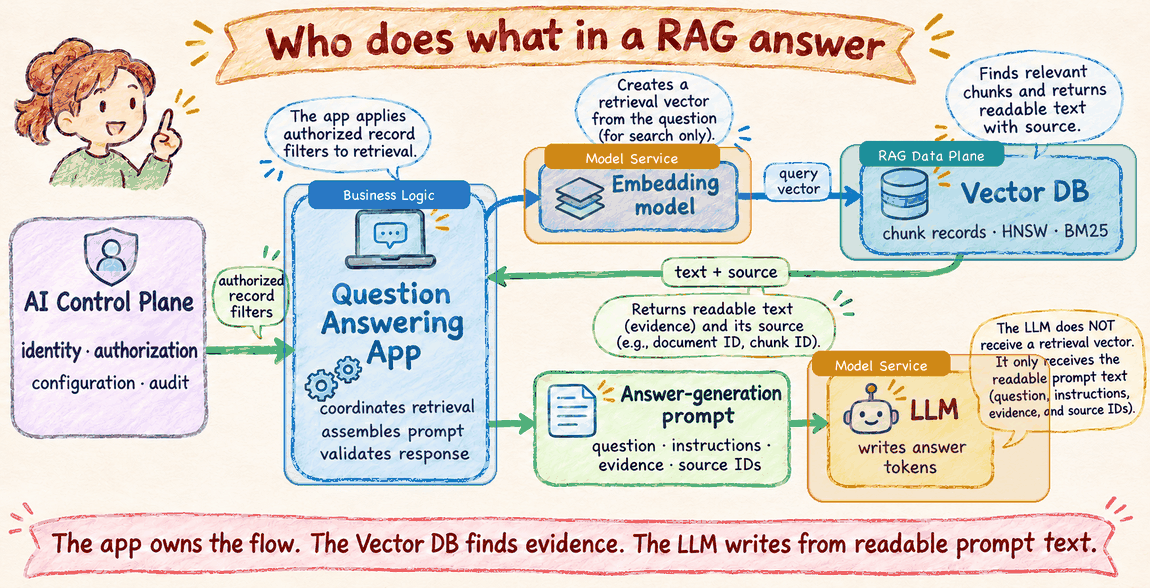 Who does what in a RAG answer
The app applies
authorized record
filters to retrieval.
Creates a
retrieval vector
from the question
(for search only).
Finds relevant
chunks and returns
readable text
with source.
AI Control Plane
identity · authorization
configuration · audit
authorized
record
filters
Business Logic
Question
Answering
App
coordinates retrieval
assembles prompt
validates response
Model Service
Embedding
model
query
vector
RAG Data Plane
Vector DB
chunk records · HNSW · BM25
text + source
Returns readable text
(evidence) and its source
(e.g., document ID, chunk ID).
Answer-generation
prompt
question · instructions ·
evidence · source IDs
Model Service
LLM
writes answer
tokens
The LLM does NOT
receive a retrieval vector.
It only receives the
readable prompt text
(question, instructions,
evidence, and source IDs).
The app owns the flow. The Vector DB finds evidence. The LLM writes from readable prompt text.